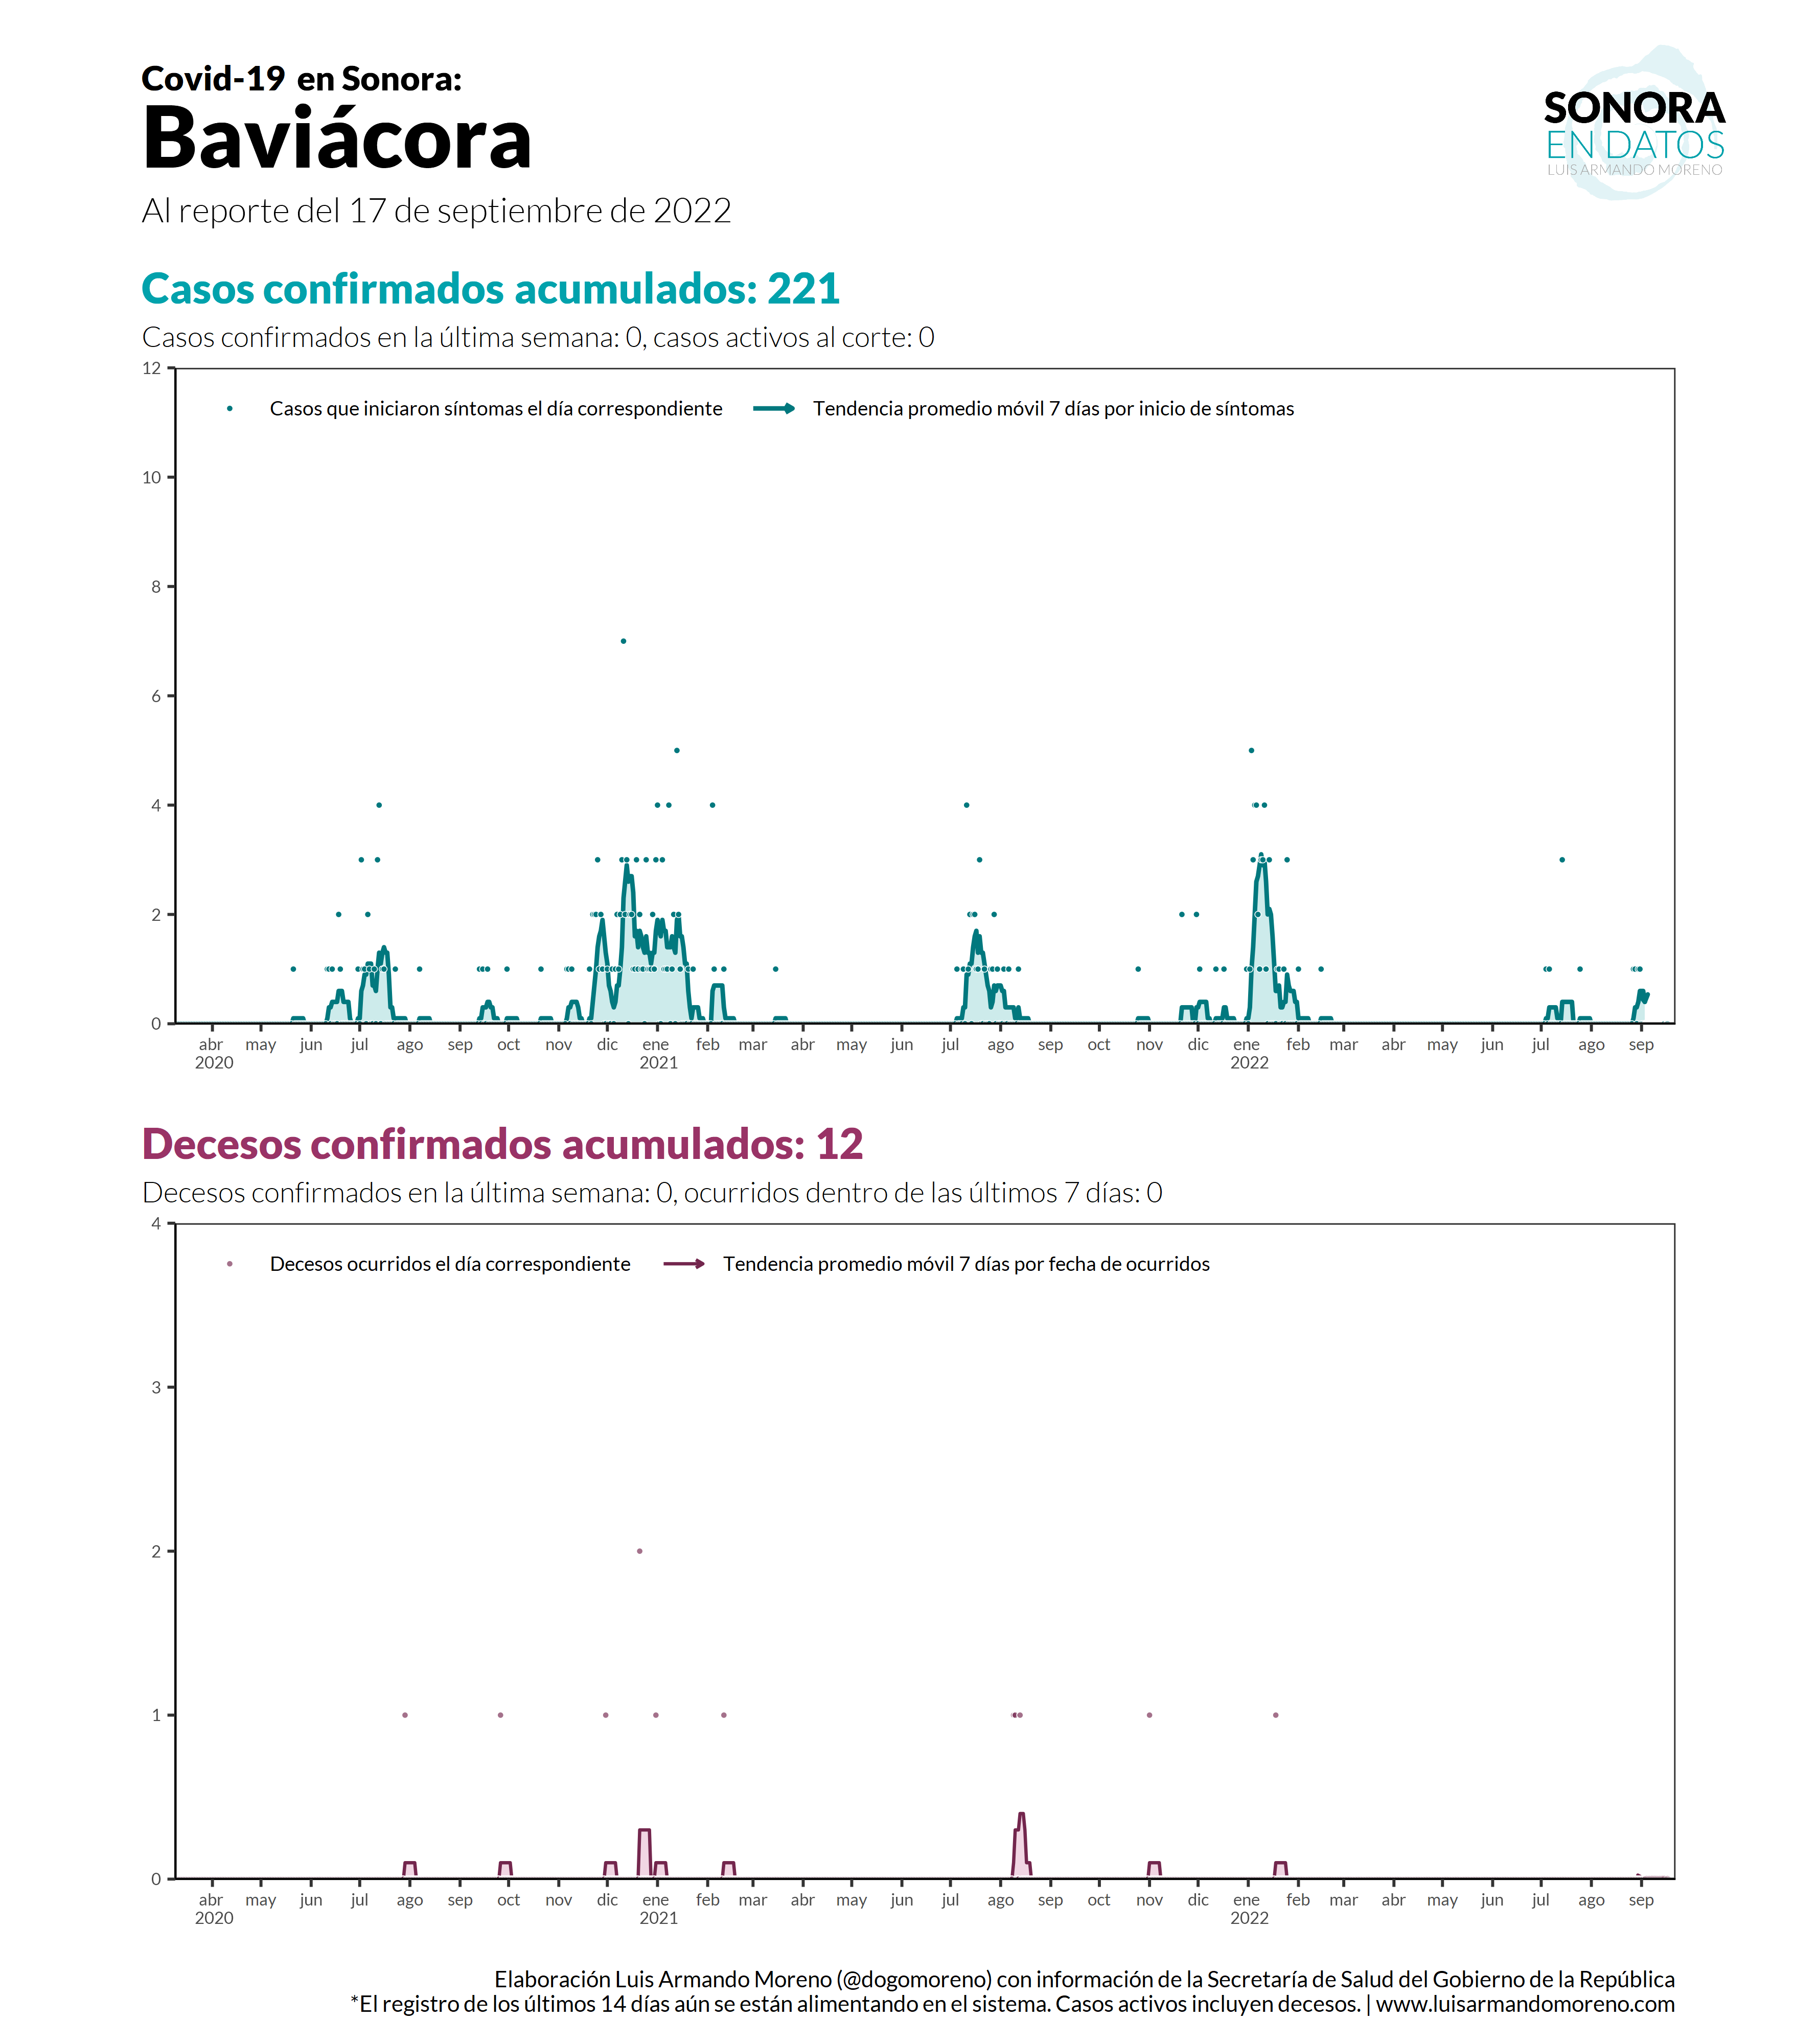 Covid-19 en Sonora:
Baviácora
Al reporte del 17 de septiembre de 2022
SONORA
EN DATOS
LUIS ARMANDO MORENO
Casos confirmados acumulados: 221
Casos confirmados en la última semana: 0, casos activos al corte: 0
Casos que iniciaron síntomas el día correspondiente Tendencia promedio móvil 7 días por inicio de síntomas
12
10
8
6
4
2
0
abr may jun jul ago sep oct nov dic ene feb mar abr may jun jul ago sep oct nov dic ene feb mar abr may jun jul ago sep
2020 2021 2022
Decesos confirmados acumulados: 12
Decesos confirmados en la última semana: 0, ocurridos dentro de las últimos 7 días: 0
Decesos ocurridos el día correspondiente Tendencia promedio móvil 7 días por fecha de ocurridos
4
3
2
1
0
abr may jun jul ago sep oct nov dic ene feb mar abr may jun jul ago sep oct nov dic ene feb mar abr may jun jul ago sep
2020 2021 2022
Elaboración Luis Armando Moreno (@dogomoreno) con información de la Secretaría de Salud del Gobierno de la República
*El registro de los últimos 14 días aún se están alimentando en el sistema. Casos activos incluyen decesos. | www.luisarmandomoreno.com